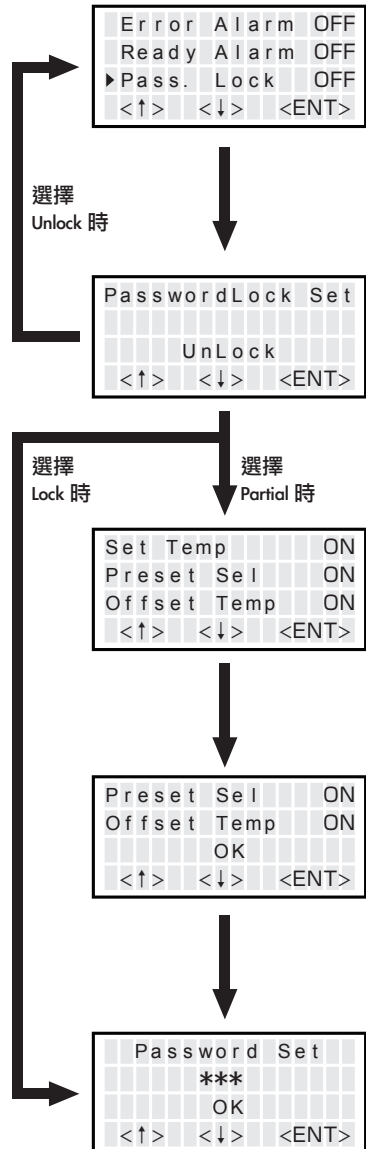 Error Alarm OFF
Ready Alarm OFF
▶Pass. Lock OFF
<↑> <↓> <ENT>
選擇
Unlock 時
PasswordLock Set
UnLock
<↑> <↓> <ENT>
選擇
Lock 時
選擇
Partial 時
Set Temp ON
Preset Sel ON
Offset Temp ON
<↑> <↓> <ENT>
Preset Sel ON
Offset Temp ON
OK
<↑> <↓> <ENT>
Password Set
***
OK
<↑> <↓> <ENT>